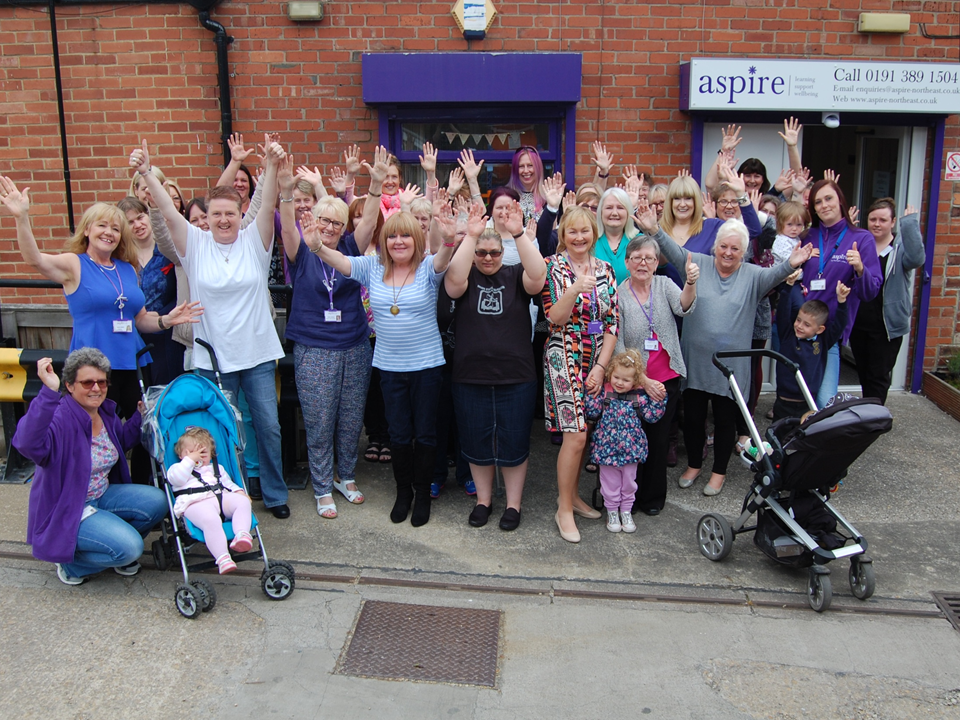 aspire
learning
support
wellbeing
Call 0191 389 1504
E-mail enquiries@aspire-northeast.co.uk
Web www.aspire-northeast.co.uk